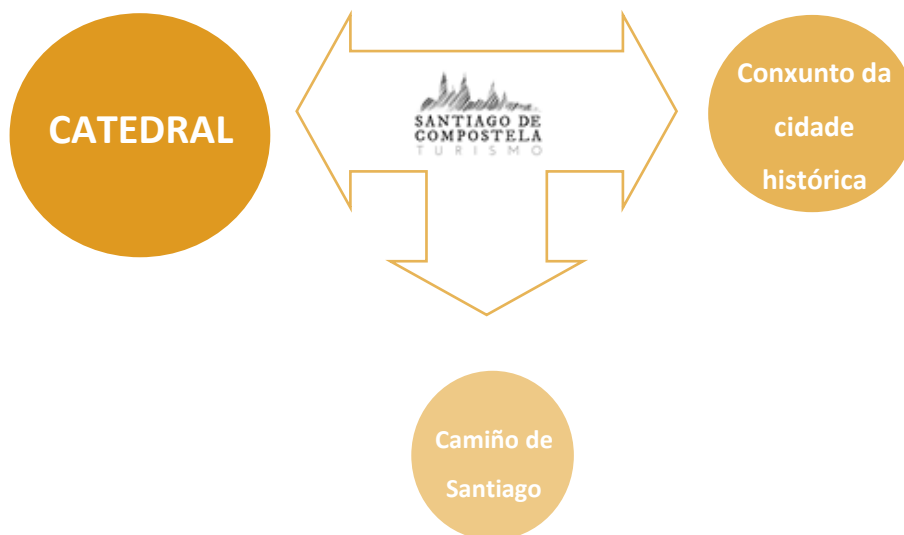 CATEDRAL
SANTIAGO DE
COMPOSTELA
TURISMO
Conxunto da
cidade
histórica
Camiño de
Santiago